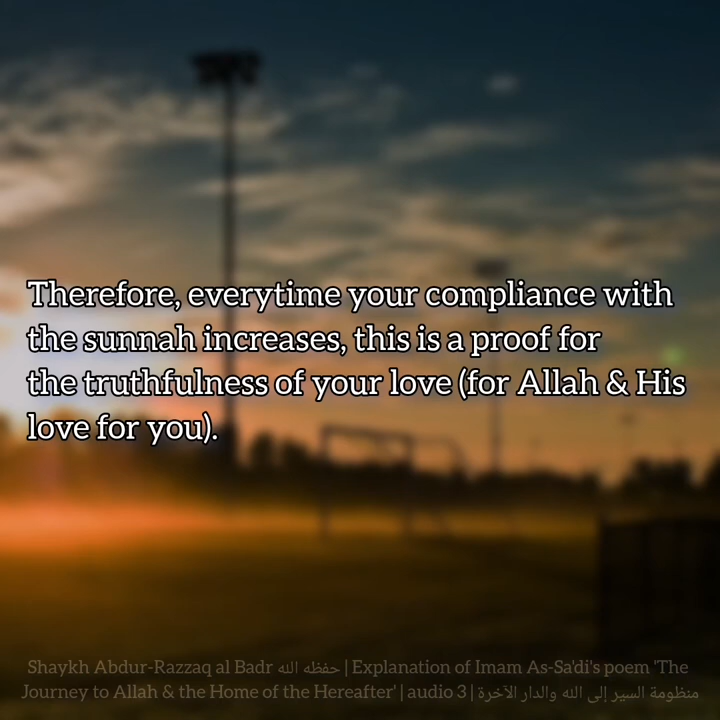 Therefore, everytime your compliance with
the sunnah increases, this is a proof for
the truthfulness of your love (for Allah & His
love for you).
Shaykh Abdur-Razzaq al Badr حفظه الله | Explanation of Imam As-Sa'di's poem 'The
Journey to Allah & the Home of the Hereafter' | audio 3 | منظومة السير إلى الله والدار الآخرة